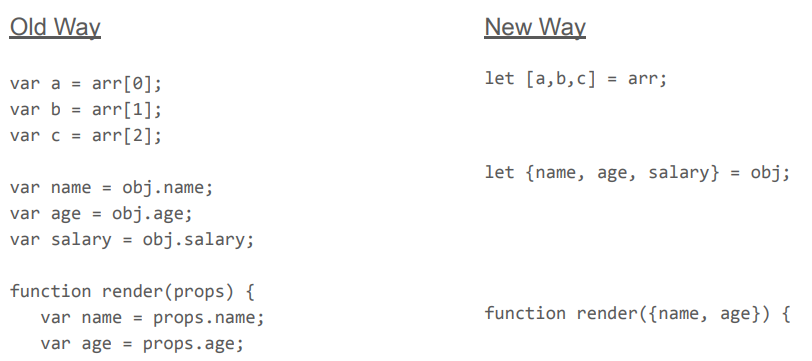 Old Way
var a = arr[0];
var b = arr[1];
var c = arr[2];
var name = obj.name;
var age = obj.age;
var salary = obj.salary;
function render(props) {
var name = props.name;
var age = props.age;
New Way
let [a,b,c] = arr;
let {name, age, salary} = obj;
function render({name, age}) {